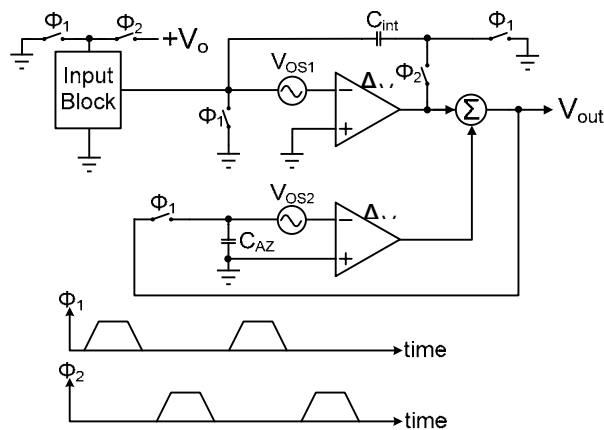 Φ1
Φ2
+Vo
Input
Block
Φ1
VOS1
−
+
Cint
Φ2
Φ1
Σ
Vout
Φ1
VOS2
−
+
CAZ
Φ1
time
Φ2
time